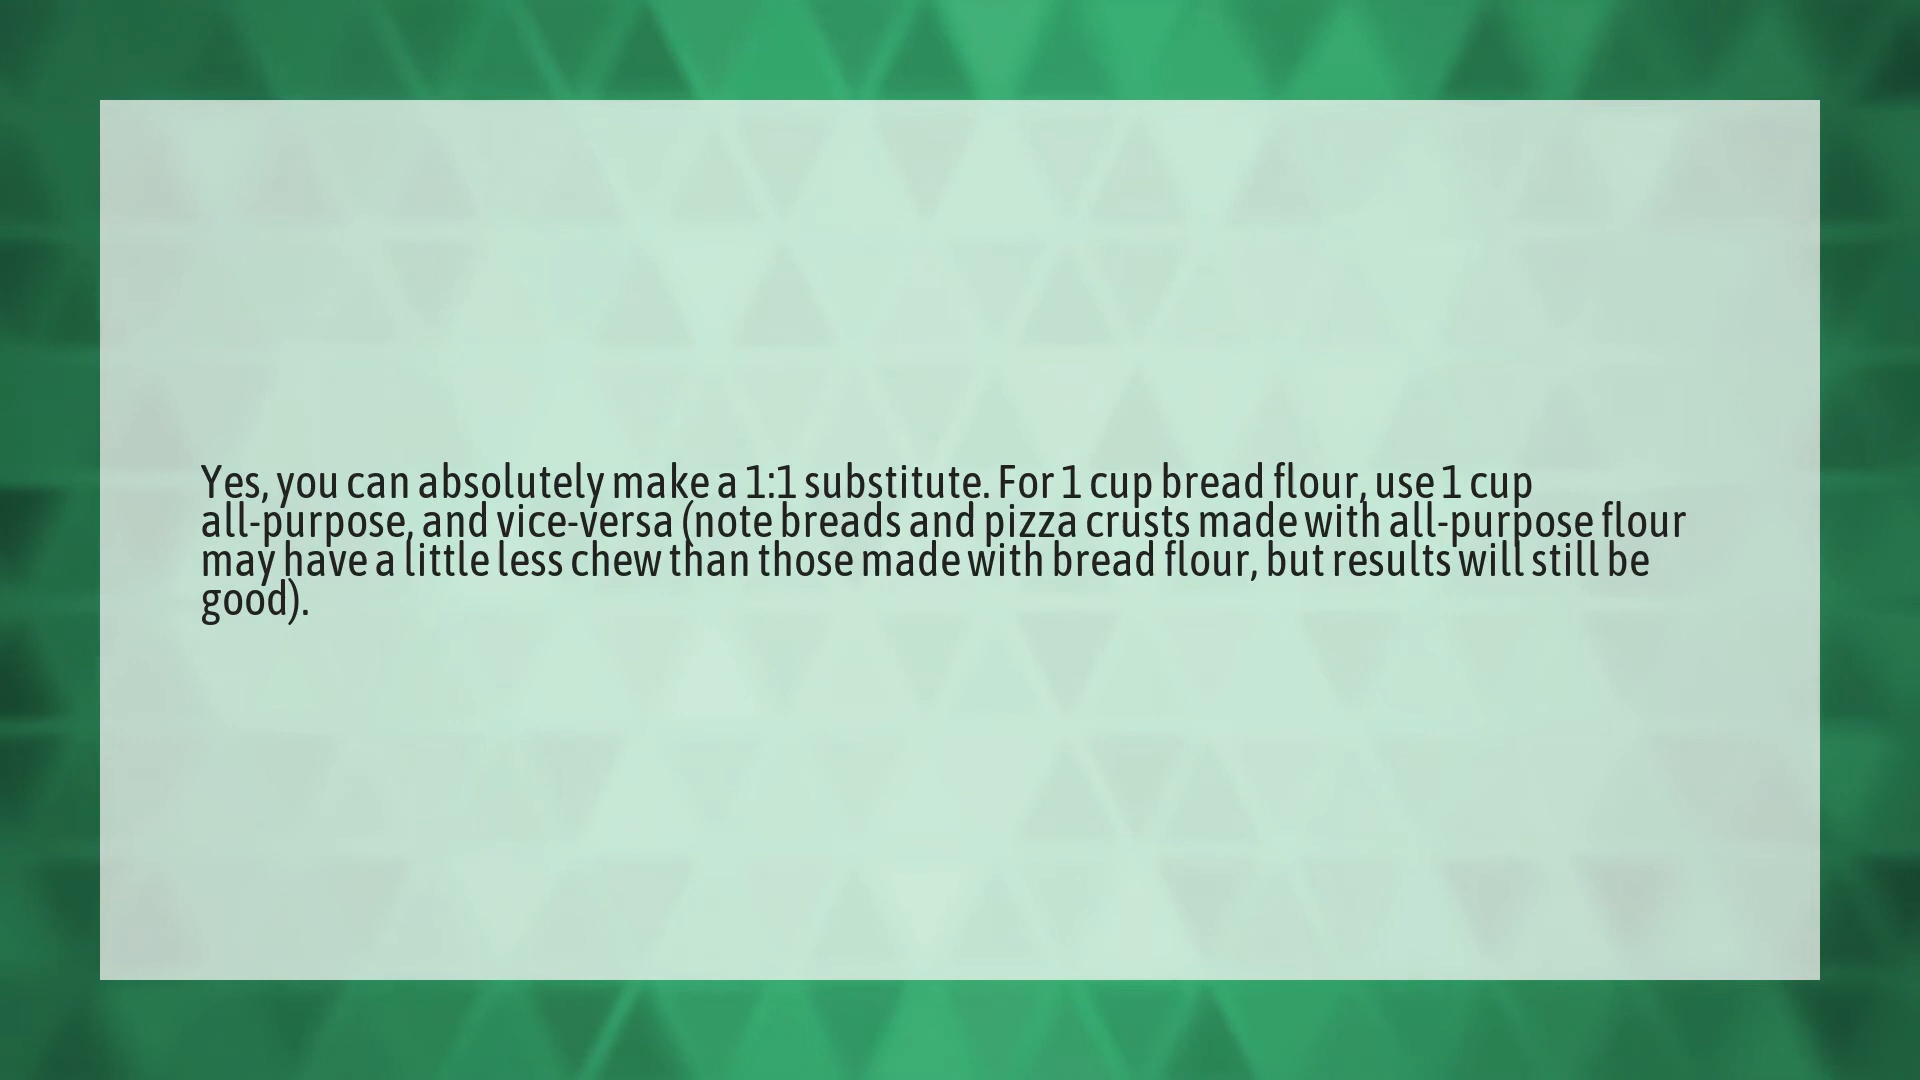 Yes, you can absolutely make a 1:1 substitute. For 1 cup bread flour, use 1 cup
all-purpose, and vice-versa (note breads and pizza crusts made with all-purpose flour
may have a little less chew than those made with bread flour, but results will still be
good).